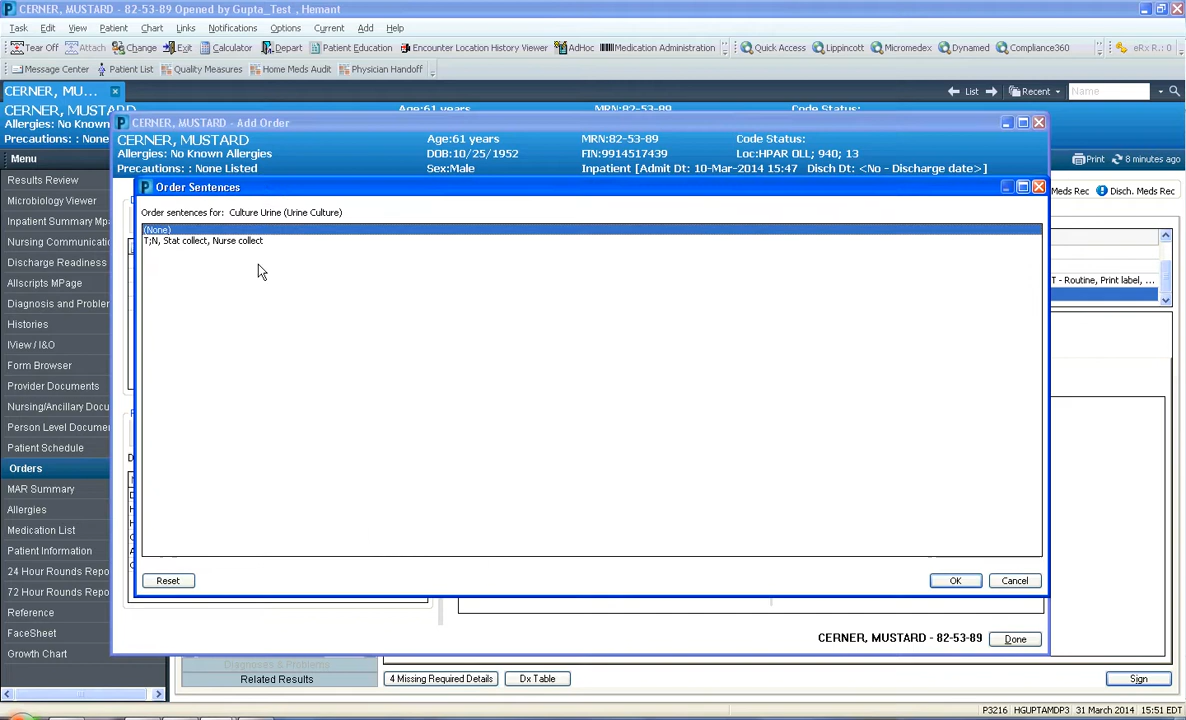 CERNER, MUSTARD - 82-53-89 Opened by Gupta_Test , Hemant
Task Edit View Patient Chart Links Notifications Options Current Add Help
Tear Off Attach Change Exit Calculator Depart Patient Education Encounter Location History Viewer AdHoc Medication Administration Quick Access Lippincott Micromedex Dynamed Compliance360 eRx R.: 0
Message Center Patient List Quality Measures Home Meds Audit Physician Handoff
CERNER, MU... List Recent Name
CERNER, MUSTARD Age:61 years MRN:82-53-89 Code Status:
Allergies: No Known
Precautions: : None
CERNER, MUSTARD - Add Order
CERNER, MUSTARD Age:61 years MRN:82-53-89 Code Status:
Allergies: No Known Allergies DOB:10/25/1952 FIN:9914517439 Loc:HPAR OLL; 940; 13
Precautions: : None Listed Sex:Male Inpatient [Admit Dt: 10-Mar-2014 15:47 Disch Dt: <No - Discharge date>]
Print 8 minutes ago
Meds Rec Disch. Meds Rec
T - Routine, Print label, ...
Menu
Results Review
Microbiology Viewer
Inpatient Summary Mpa
Nursing Communicatio
Discharge Readiness
Allscripts MPage
Diagnosis and Probler
Histories
IView / I&O
Form Browser
Provider Documents
Nursing/Ancillary Docu
Person Level Documer
Patient Schedule
Orders
MAR Summary
Allergies
Medication List
Patient Information
24 Hour Rounds Repo
72 Hour Rounds Repo
Reference
FaceSheet
Growth Chart
Order Sentences
Order sentences for: Culture Urine (Urine Culture)
(None)
T;N, Stat collect, Nurse collect
Reset OK Cancel
CERNER, MUSTARD - 82-53-89 Done
Diagnoses & Problems
Related Results 4 Missing Required Details Dx Table Sign
P3216 HGUPTAMDP3 31 March 2014 15:51 EDT